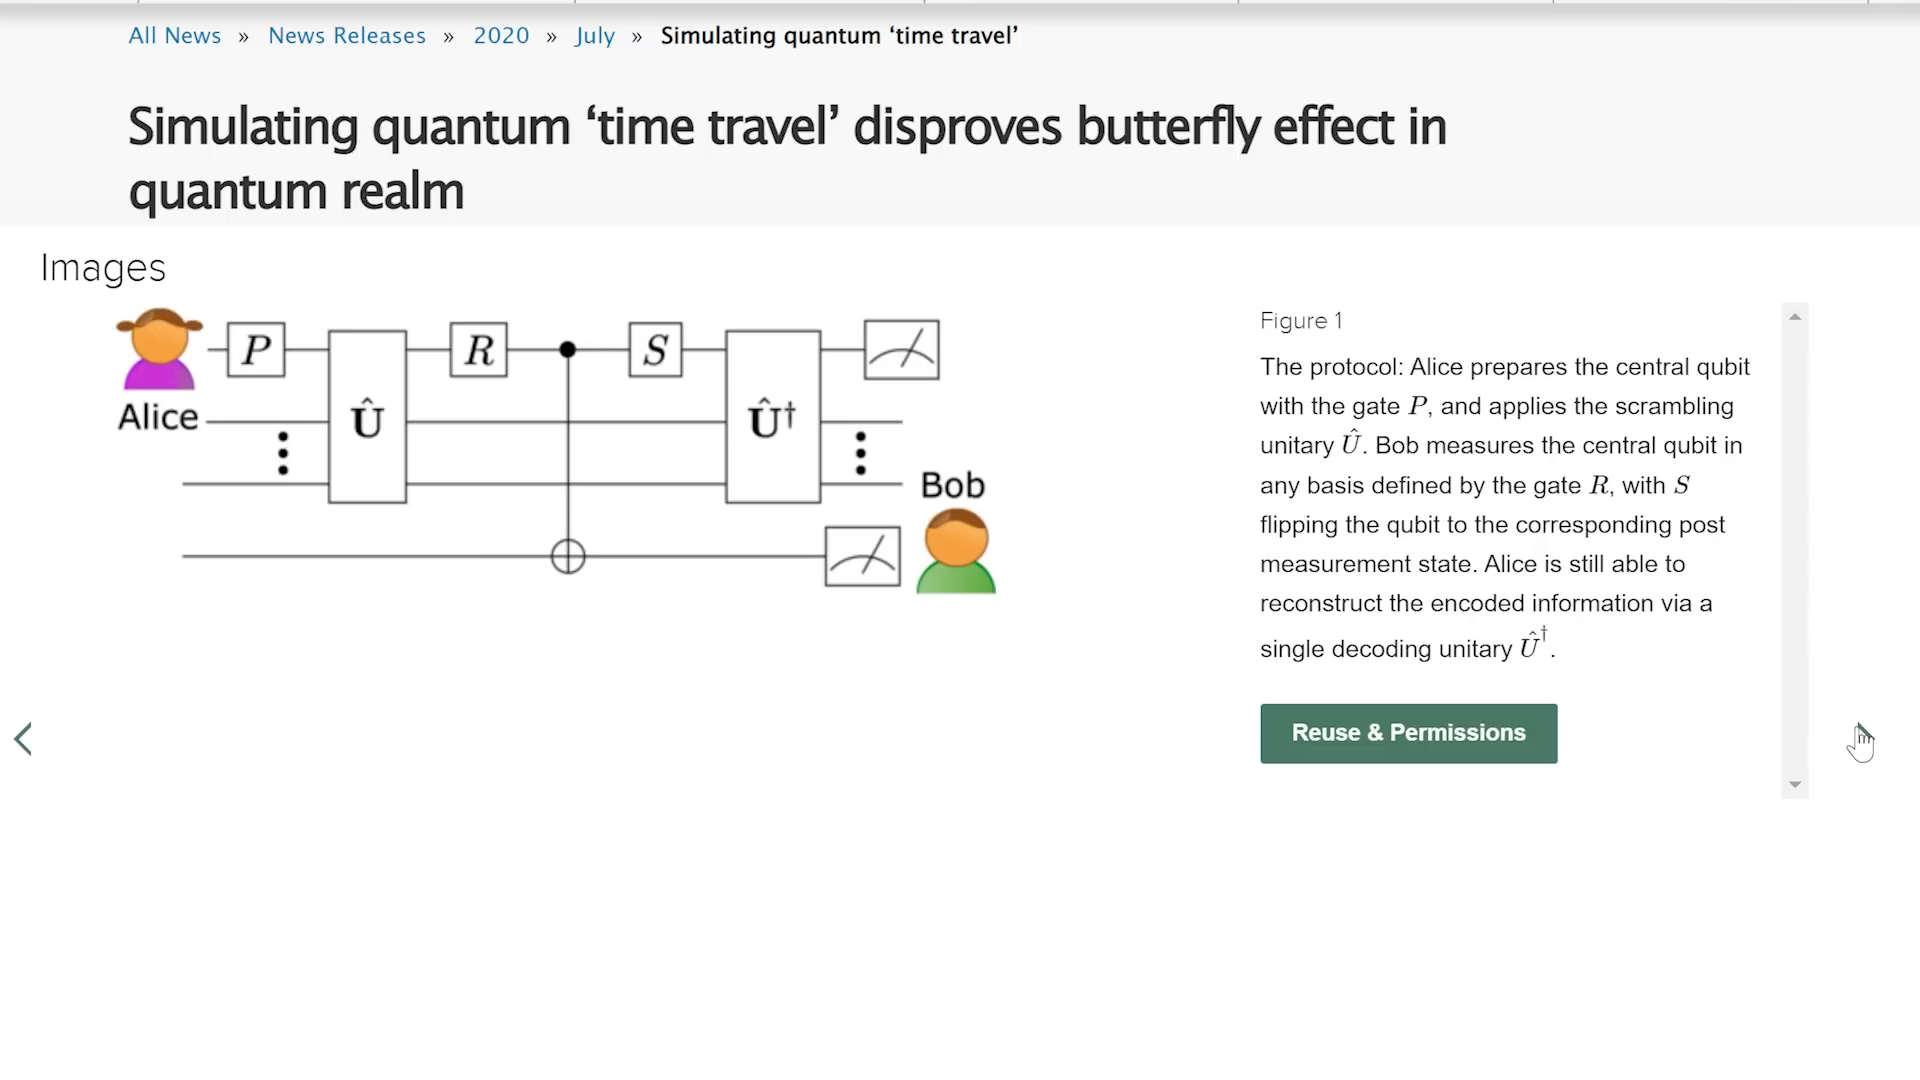 All News » News Releases » 2020 » July » Simulating quantum ‘time travel’
Simulating quantum ‘time travel’ disproves butterfly effect in
quantum realm
Images
P R S
Û Û†
Alice
Bob
Figure 1
The protocol: Alice prepares the central qubit
with the gate P, and applies the scrambling
unitary Û. Bob measures the central qubit in
any basis defined by the gate R, with S
flipping the qubit to the corresponding post
measurement state. Alice is still able to
reconstruct the encoded information via a
single decoding unitary Û†.
Reuse & Permissions